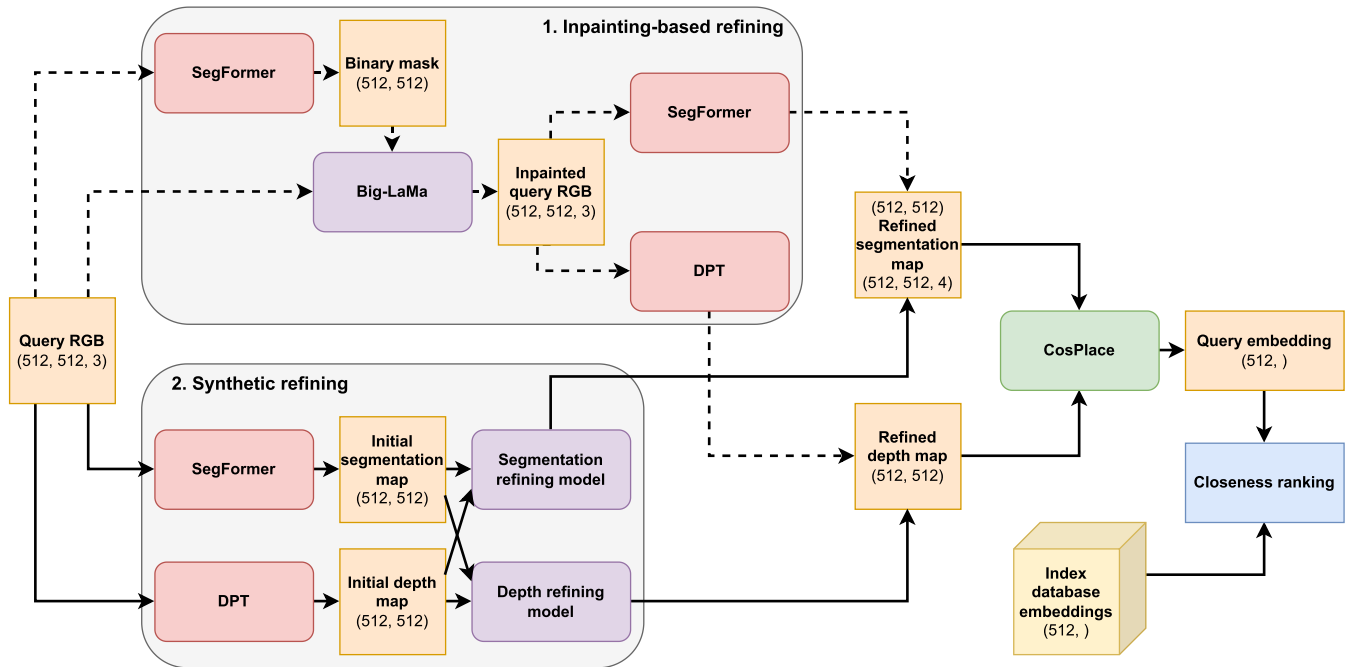 1. Inpainting-based refining
SegFormer
Binary mask
(512, 512)
SegFormer
Big-LaMa
Inpainted
query RGB
(512, 512, 3)
DPT
(512, 512)
Refined
segmentation
map
(512, 512, 4)
Query RGB
(512, 512, 3)
CosPlace
Query embedding
(512, )
2. Synthetic refining
SegFormer
Initial
segmentation
map
(512, 512)
Segmentation
refining model
Refined
depth map
(512, 512)
Closeness ranking
DPT
Initial depth
map
(512, 512)
Depth refining
model
Index
database
embeddings
(512, )